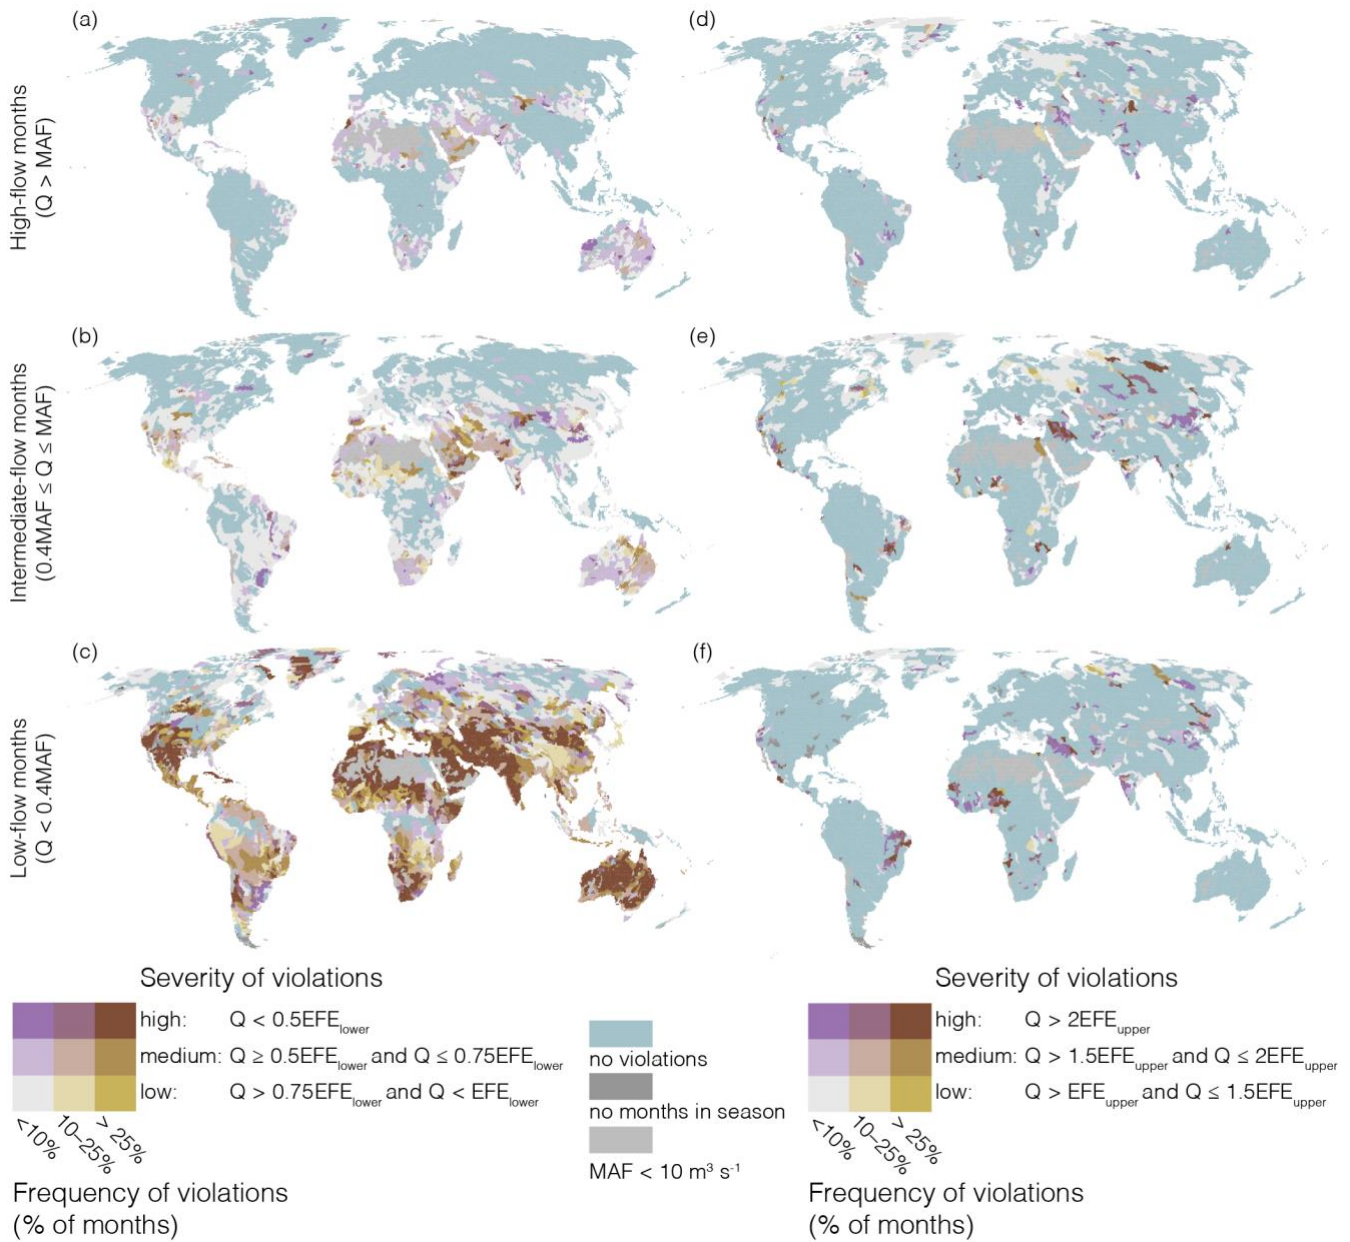 (a)
(d)
High-flow months
(Q > MAF)
(b)
(e)
Intermediate-flow months
(0.4MAF ≤ Q ≤ MAF)
(c)
(f)
Low-flow months
(Q < 0.4MAF)
Severity of violations
high: Q < 0.5EFElower
medium: Q ≥ 0.5EFElower and Q ≤ 0.75EFElower
low: Q > 0.75EFElower and Q < EFElower
<10%
10–25%
> 25%
Frequency of violations
(% of months)
no violations
no months in season
MAF < 10 m³ s⁻¹
Severity of violations
high: Q > 2EFEupper
medium: Q > 1.5EFEupper and Q ≤ 2EFEupper
low: Q > EFEupper and Q ≤ 1.5EFEupper
<10%
10–25%
> 25%
Frequency of violations
(% of months)